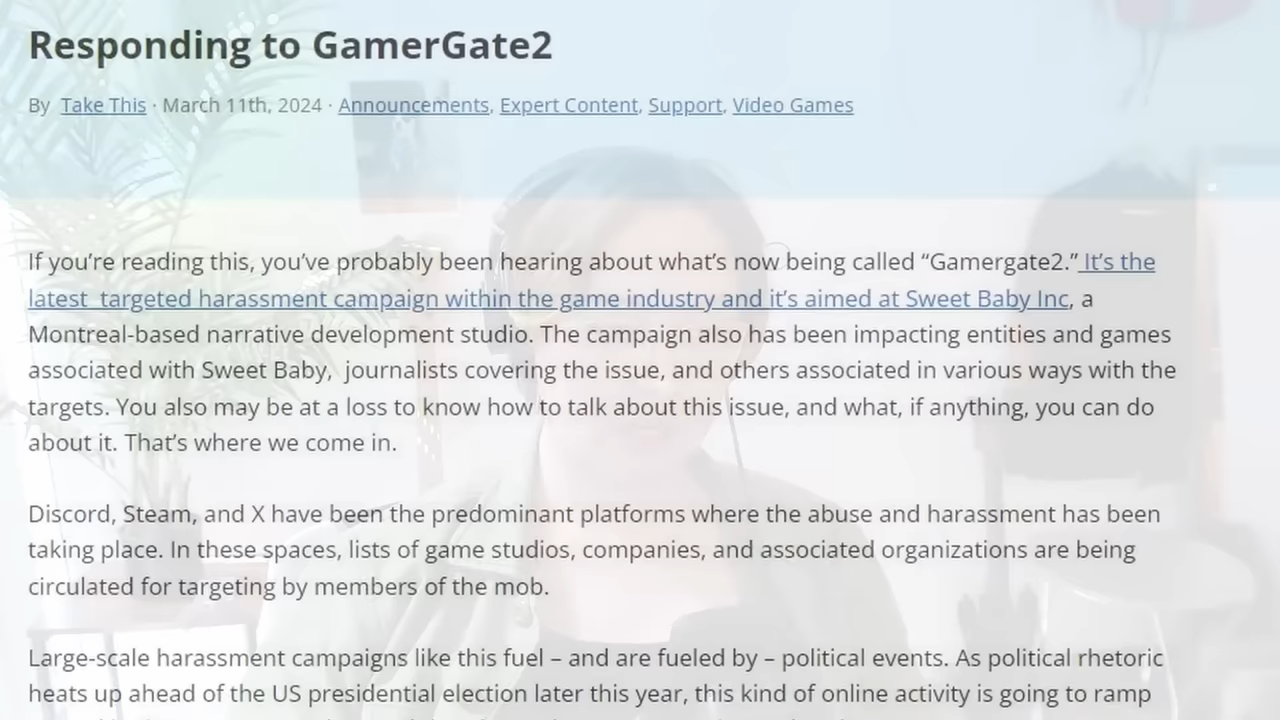 Responding to GamerGate2
By Take This · March 11th, 2024 · Announcements, Expert Content, Support, Video Games
If you’re reading this, you’ve probably been hearing about what’s now being called “Gamergate2.” It’s the
latest targeted harassment campaign within the game industry and it’s aimed at Sweet Baby Inc, a
Montreal-based narrative development studio. The campaign also has been impacting entities and games
associated with Sweet Baby, journalists covering the issue, and others associated in various ways with the
targets. You also may be at a loss to know how to talk about this issue, and what, if anything, you can do
about it. That’s where we come in.
Discord, Steam, and X have been the predominant platforms where the abuse and harassment has been
taking place. In these spaces, lists of game studios, companies, and associated organizations are being
circulated for targeting by members of the mob.
Large-scale harassment campaigns like this fuel – and are fueled by – political events. As political rhetoric
heats up ahead of the US presidential election later this year, this kind of online activity is going to ramp